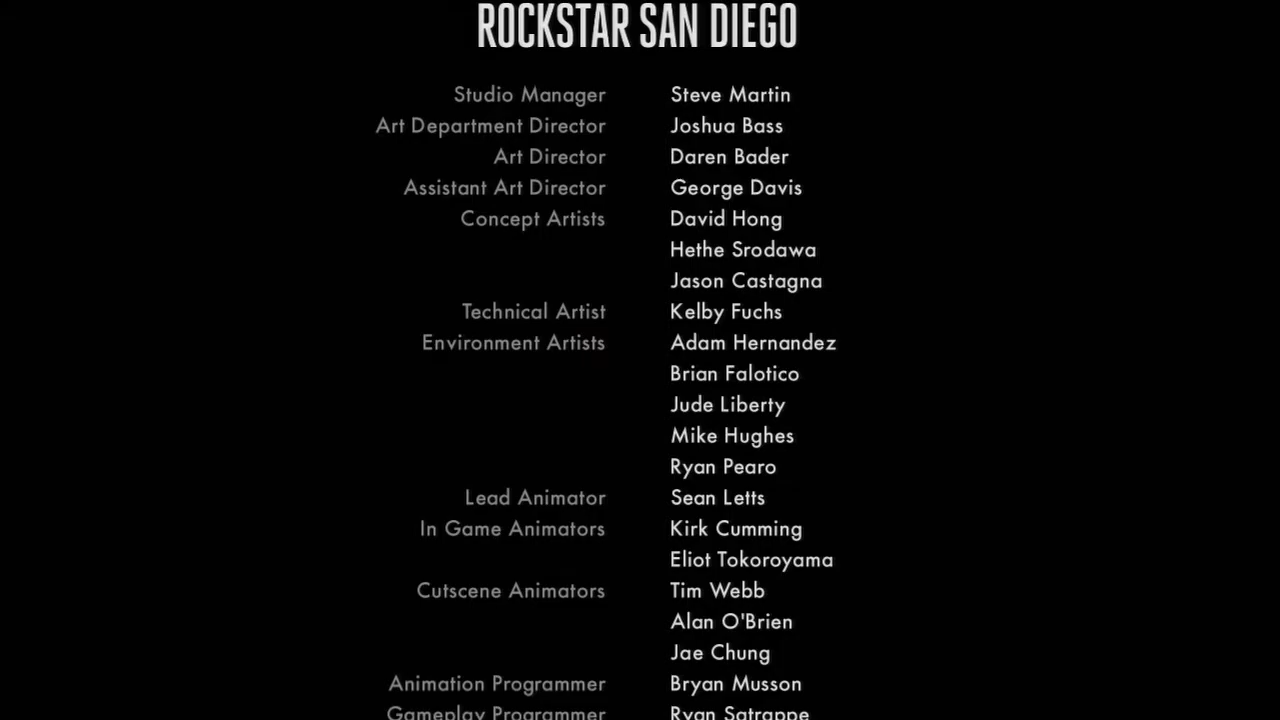 ROCKSTAR SAN DIEGO
Studio Manager Steve Martin
Art Department Director Joshua Bass
Art Director Daren Bader
Assistant Art Director George Davis
Concept Artists David Hong
Hethe Srodawa
Jason Castagna
Technical Artist Kelby Fuchs
Environment Artists Adam Hernandez
Brian Falotico
Jude Liberty
Mike Hughes
Ryan Pearo
Lead Animator Sean Letts
In Game Animators Kirk Cumming
Eliot Tokoroyama
Cutscene Animators Tim Webb
Alan O'Brien
Jae Chung
Animation Programmer Bryan Musson
Gameplay Programmer Ryan Satrappe